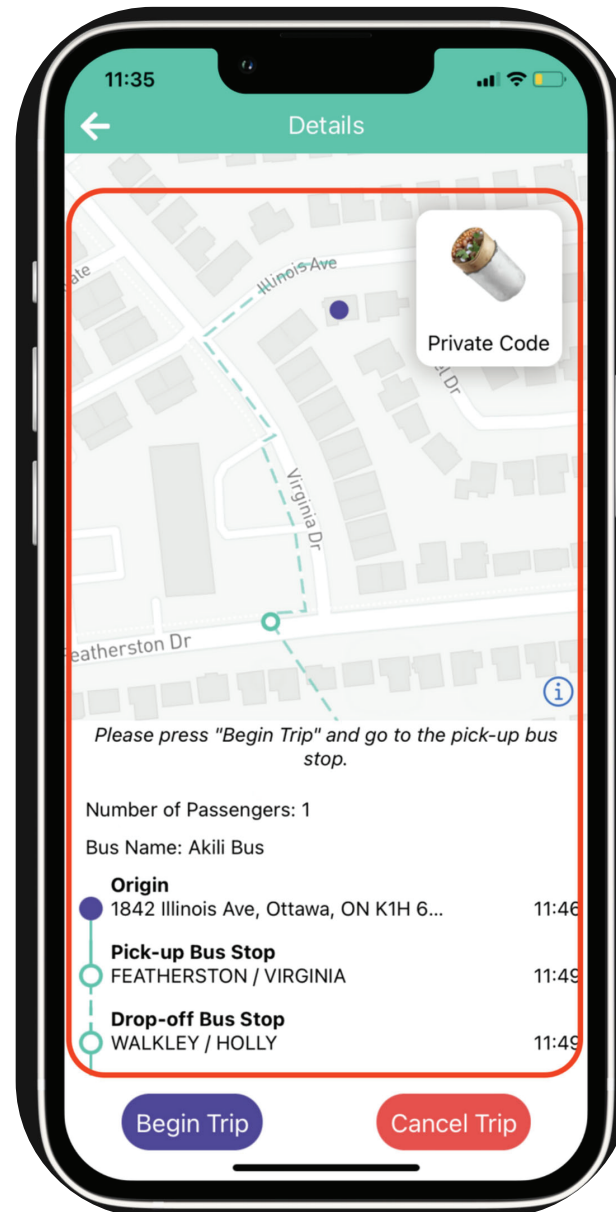 11:35
Details
ate
Illinois Ave
Private Code
el Dr
Virginia Dr
eatherston Dr
i
Please press "Begin Trip" and go to the pick-up bus
stop.
Number of Passengers: 1
Bus Name: Akili Bus
Origin
1842 Illinois Ave, Ottawa, ON K1H 6... 11:46
Pick-up Bus Stop
FEATHERSTON / VIRGINIA 11:49
Drop-off Bus Stop
WALKLEY / HOLLY 11:49
Begin Trip Cancel Trip